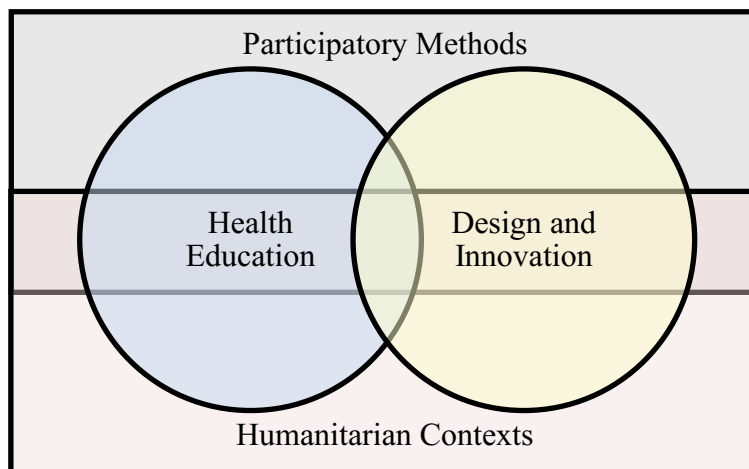 Participatory Methods
Health
Education
Design and
Innovation
Humanitarian Contexts